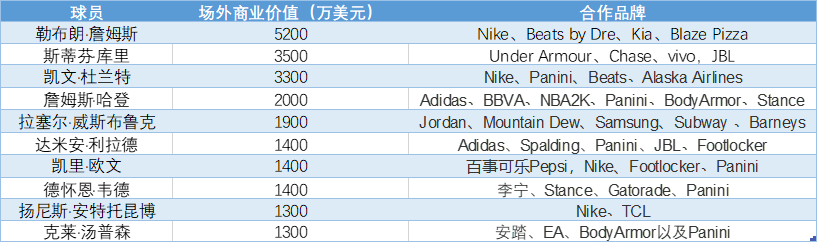 球员 场外商业价值（万美元） 合作品牌
勒布朗·詹姆斯 5200 Nike、Beats by Dre、Kia、Blaze Pizza
斯蒂芬·库里 3500 Under Armour、Chase、vivo，JBL
凯文·杜兰特 3300 Nike、Panini、Beats、Alaska Airlines
詹姆斯·哈登 2000 Adidas、BBVA、NBA2K、Panini、BodyArmor、Stance
拉塞尔·威斯布鲁克 1900 Jordan、Mountain Dew、Samsung、Subway 、Barneys
达米安·利拉德 1400 Adidas、Spalding、Panini、JBL、Footlocker
凯里·欧文 1400 百事可乐Pepsi，Nike、Footlocker、Panini
德怀恩·韦德 1400 李宁、Stance、Gatorade、Panini
扬尼斯·安特托昆博 1300 Nike、TCL
克莱·汤普森 1300 安踏、EA、BodyArmor以及Panini